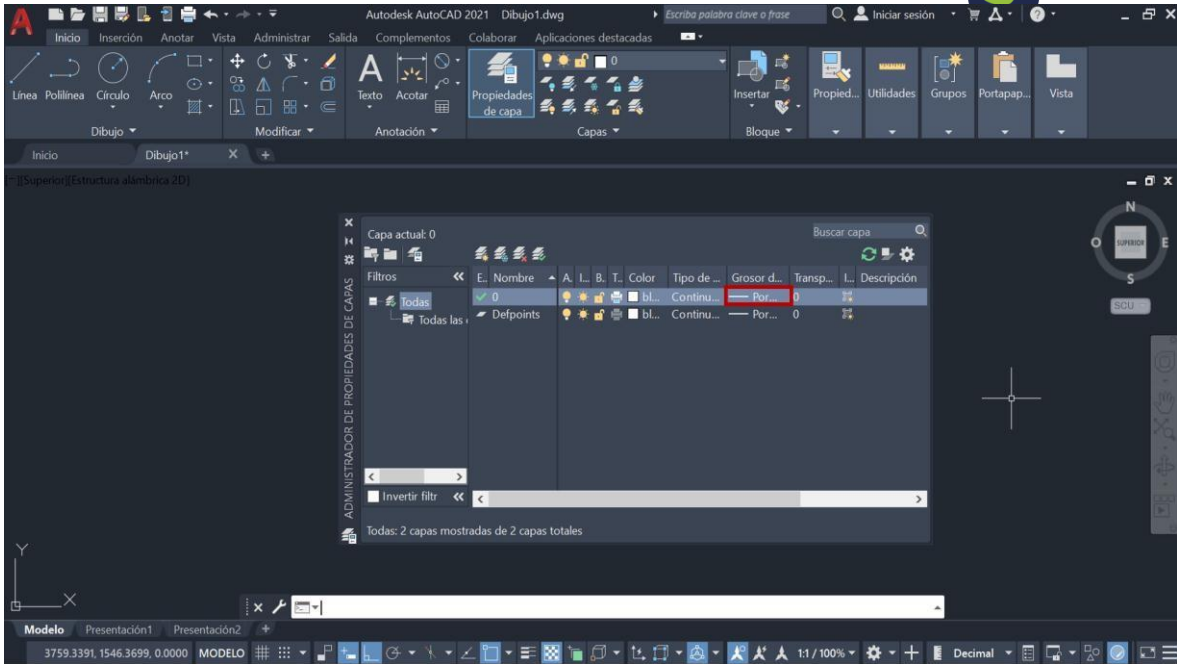 Autodesk AutoCAD 2021 Dibujo1.dwg Escriba palabra clave o frase Iniciar sesión
Inicio Inserción Anotar Vista Administrar Salida Complementos Colaborar Aplicaciones destacadas
Línea Polilínea Círculo Arco Texto Acotar Propiedades de capa 0 Insertar Propied... Utilidades Grupos Portapap... Vista
Dibujo Modificar Anotación Capas Bloque
Inicio Dibujo1* +
[−][Superior][Estructura alámbrica 2D]
N
O SUPERIOR E
S
SCU
Capa actual: 0 Buscar capa
Filtros E.. Nombre A. I.. B. T.. Color Tipo de ... Grosor d... Transp... I.. Descripción
Todas 0 bl... Continu... Por... 0
Todas las Defpoints bl... Continu... Por... 0
ADMINISTRADOR DE PROPIEDADES DE CAPAS
Invertir filtr
Todas: 2 capas mostradas de 2 capas totales
Y
X
Modelo Presentación1 Presentación2 +
3759.3391, 1546.3699, 0.0000 MODELO 1:1 / 100% Decimal